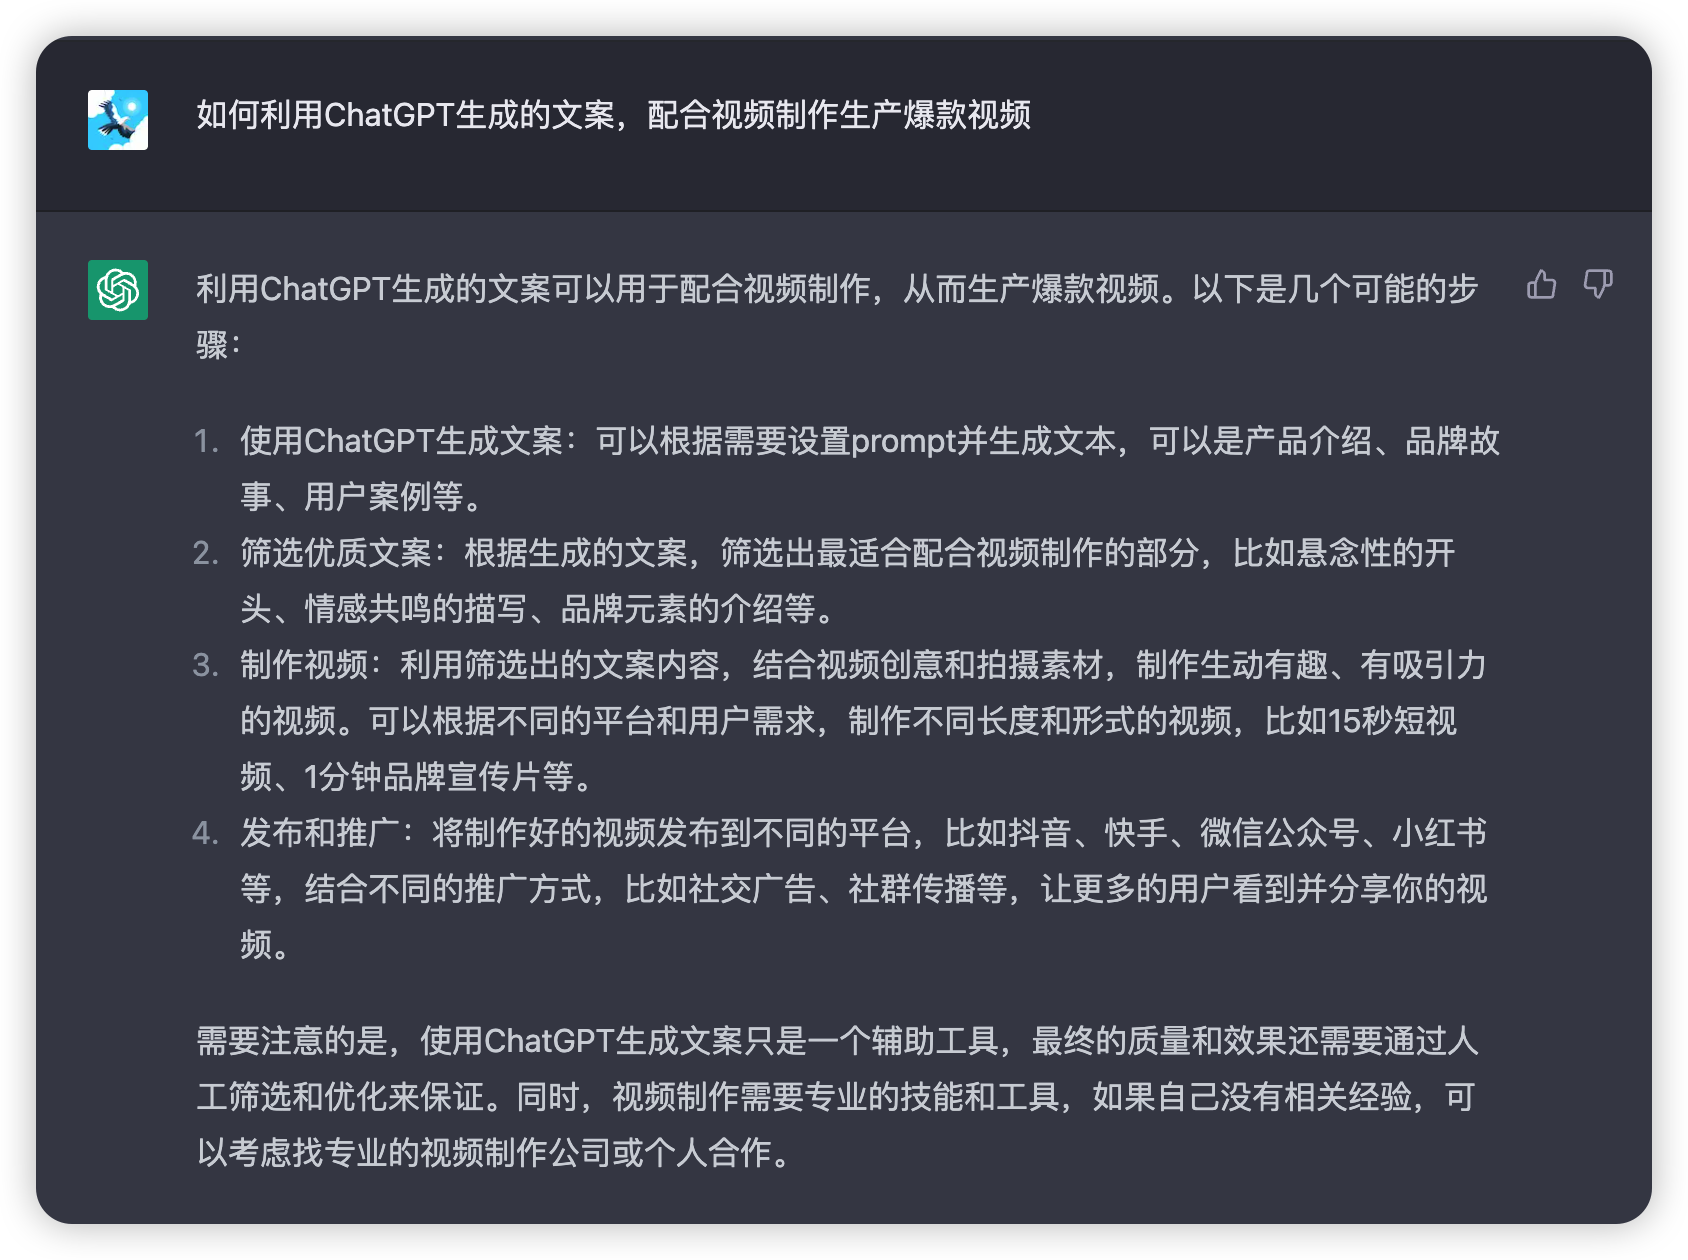 如何利用ChatGPT生成的文案，配合视频制作生产爆款视频
利用ChatGPT生成的文案可以用于配合视频制作，从而生产爆款视频。以下是几个可能的步
骤：
1. 使用ChatGPT生成文案：可以根据需要设置prompt并生成文本，可以是产品介绍、品牌故
事、用户案例等。
2. 筛选优质文案：根据生成的文案，筛选出最适合配合视频制作的部分，比如悬念性的开
头、情感共鸣的描写、品牌元素的介绍等。
3. 制作视频：利用筛选出的文案内容，结合视频创意和拍摄素材，制作生动有趣、有吸引力
的视频。可以根据不同的平台和用户需求，制作不同长度和形式的视频，比如15秒短视
频、1分钟品牌宣传片等。
4. 发布和推广：将制作好的视频发布到不同的平台，比如抖音、快手、微信公众号、小红书
等，结合不同的推广方式，比如社交广告、社群传播等，让更多的用户看到并分享你的视
频。
需要注意的是，使用ChatGPT生成文案只是一个辅助工具，最终的质量和效果还需要通过人
工筛选和优化来保证。同时，视频制作需要专业的技能和工具，如果自己没有相关经验，可
以考虑找专业的视频制作公司或个人合作。